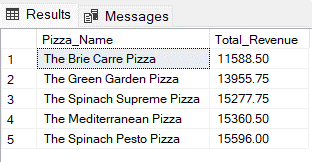 Results Messages
Pizza_Name Total_Revenue
1 The Brie Carre Pizza 11588.50
2 The Green Garden Pizza 13955.75
3 The Spinach Supreme Pizza 15277.75
4 The Mediterranean Pizza 15360.50
5 The Spinach Pesto Pizza 15596.00